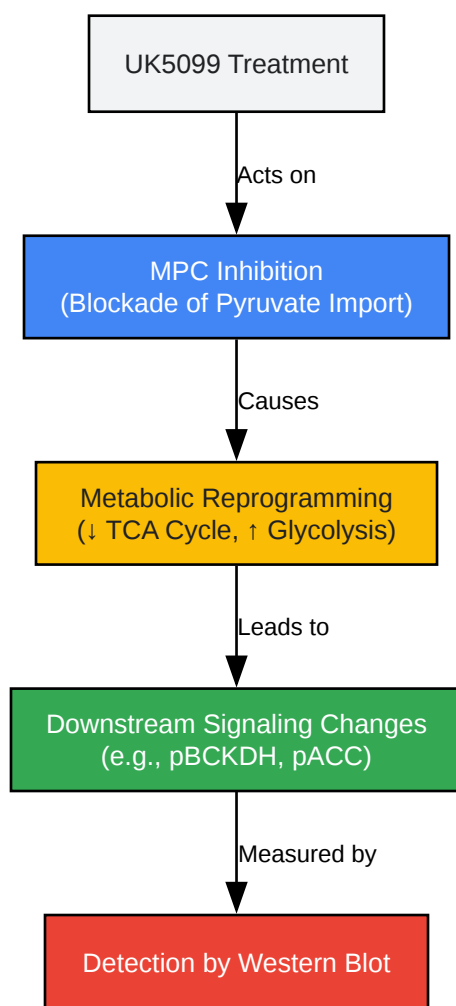 UK5099 Treatment
Acts on
MPC Inhibition
(Blockade of Pyruvate Import)
Causes
Metabolic Reprogramming
(↓ TCA Cycle, ↑ Glycolysis)
Leads to
Downstream Signaling Changes
(e.g., pBCKDH, pACC)
Measured by
Detection by Western Blot